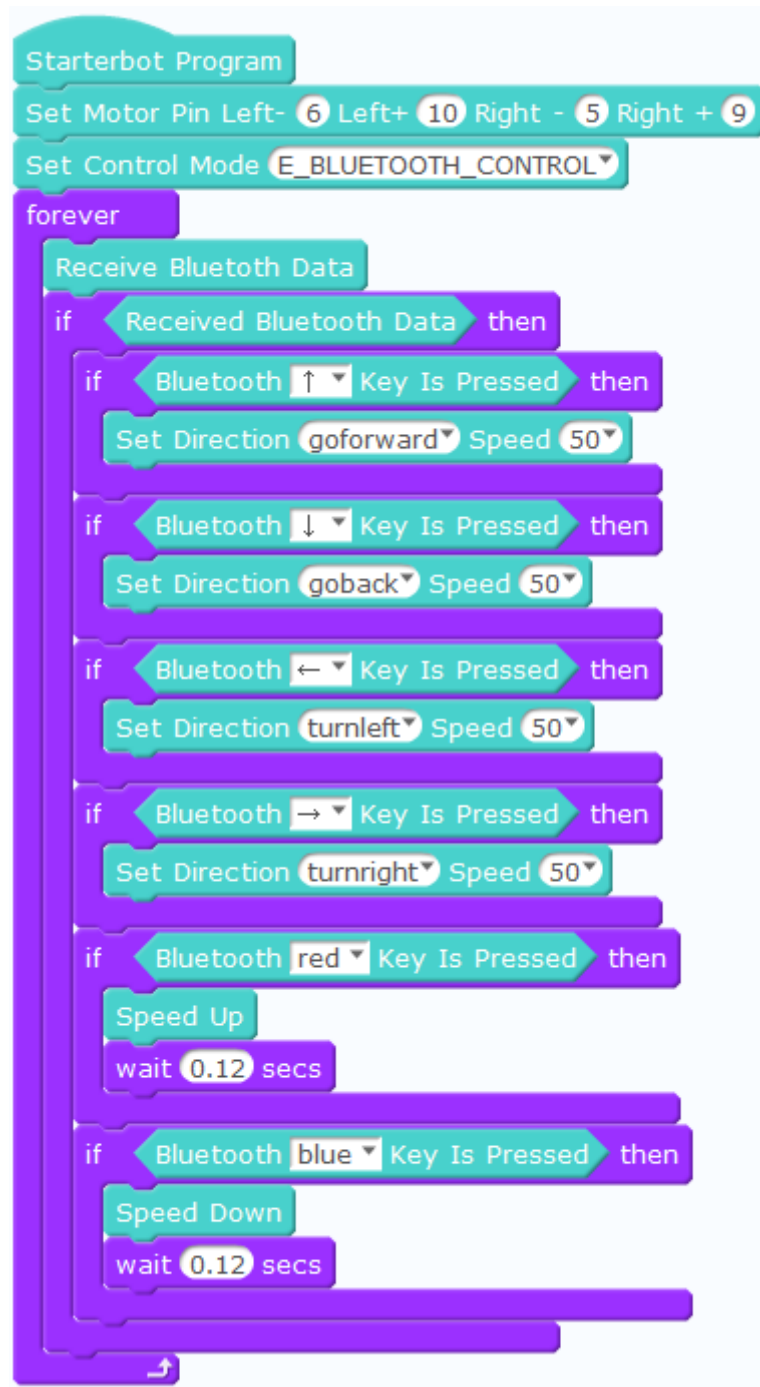 Starterbot Program
Set Motor Pin Left- 6 Left+ 10 Right - 5 Right + 9
Set Control Mode E_BLUETOOTH_CONTROL
forever
Receive Bluetoth Data
if Received Bluetooth Data then
if Bluetooth ↑ Key Is Pressed then
Set Direction goforward Speed 50
if Bluetooth ↓ Key Is Pressed then
Set Direction goback Speed 50
if Bluetooth ← Key Is Pressed then
Set Direction turnleft Speed 50
if Bluetooth → Key Is Pressed then
Set Direction turnright Speed 50
if Bluetooth red Key Is Pressed then
Speed Up
wait 0.12 secs
if Bluetooth blue Key Is Pressed then
Speed Down
wait 0.12 secs